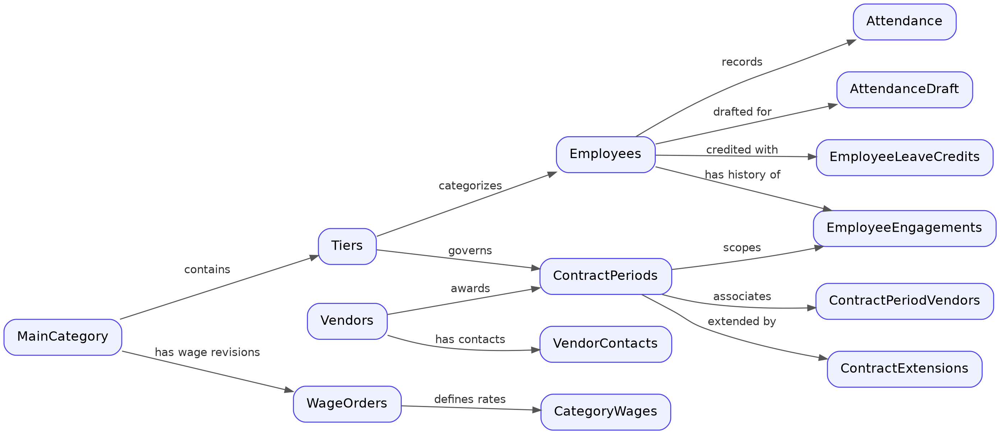 Attendance
records
AttendanceDraft
drafted for
Employees
credited with
EmployeeLeaveCredits
has history of
categorizes
EmployeeEngagements
Tiers
governs
scopes
contains
ContractPeriods
awards
associates
ContractPeriodVendors
Vendors
extended by
MainCategory
has contacts
VendorContacts
has wage revisions
ContractExtensions
WageOrders
defines rates
CategoryWages